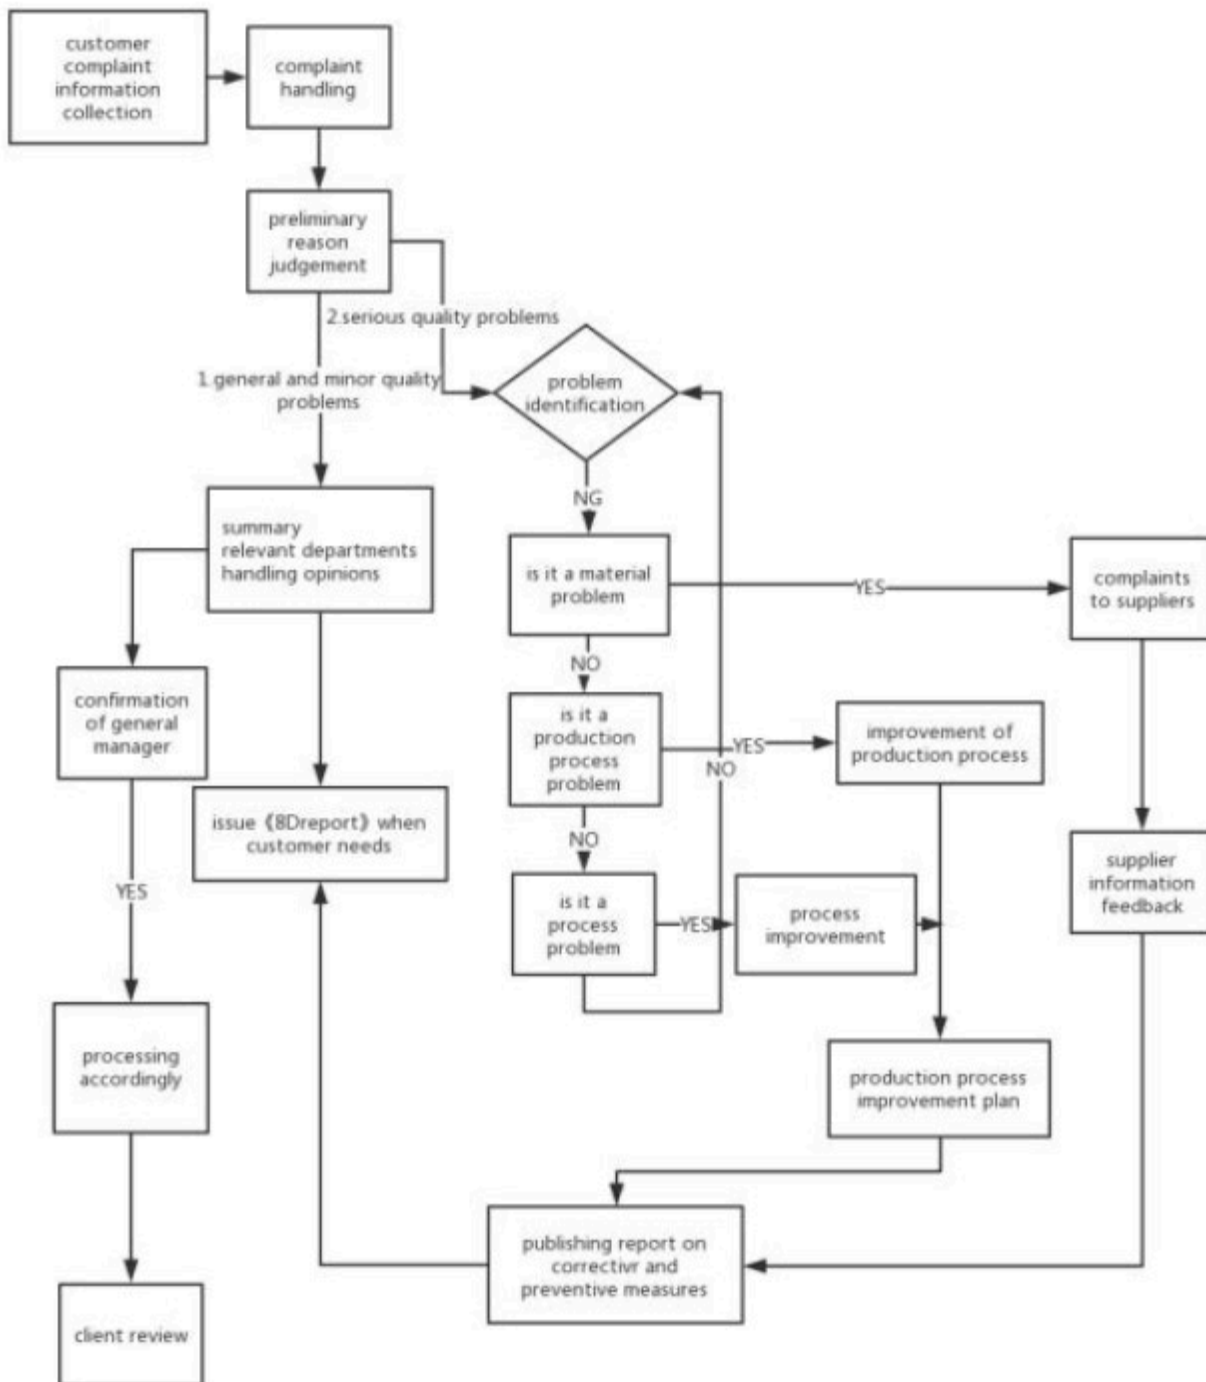 customer
complaint
information
collection
complaint
handling
preliminary
reason
judgement
2.serious quality problems
1.general and minor quality
problems
problem
identification
NG
summary
relevant departments
handling opinions
is it a material
problem
YES
complaints
to suppliers
NO
confirmation
of general
manager
is it a
production
process
problem
YES
improvement of
production process
NO
issue《8Dreport》when
customer needs
NO
supplier
information
feedback
YES
is it a
process
problem
YES
process
improvement
processing
accordingly
production process
improvement plan
publishing report on
correctivr and
preventive measures
client review